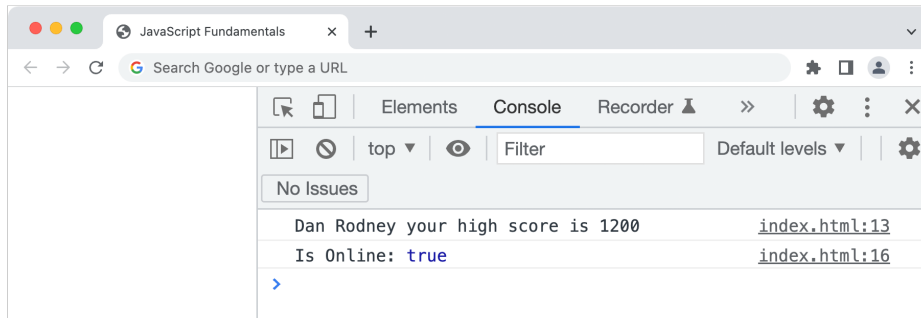 JavaScript Fundamentals
Search Google or type a URL
Elements Console Recorder
top Filter Default levels
No Issues
Dan Rodney your high score is 1200 index.html:13
Is Online: true index.html:16